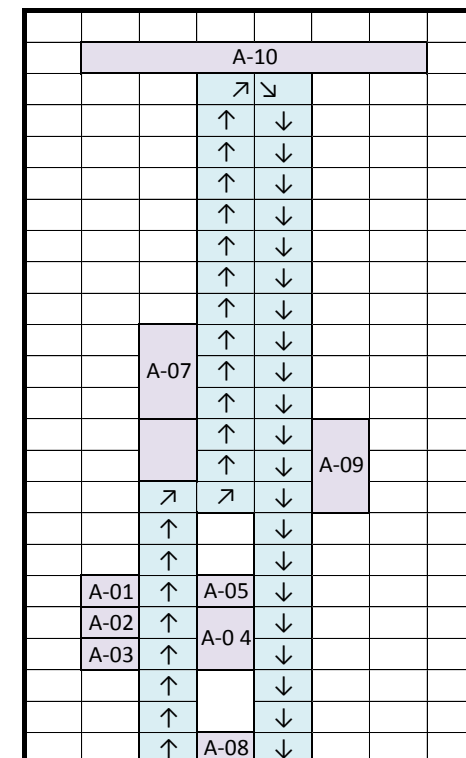 A-10
↗ ↘
↑ ↓
↑ ↓
↑ ↓
↑ ↓
↑ ↓
↑ ↓
↑ ↓
↑ ↓
A-07 ↑ ↓
↑ ↓
↑ ↓
↑ ↓ A-09
↗ ↗ ↓
↑ ↓
↑ ↓
A-01 ↑ A-05 ↓
A-02 ↑ A-0 4 ↓
A-03 ↑ ↓
↑ ↓
↑ ↓
↑ A-08 ↓